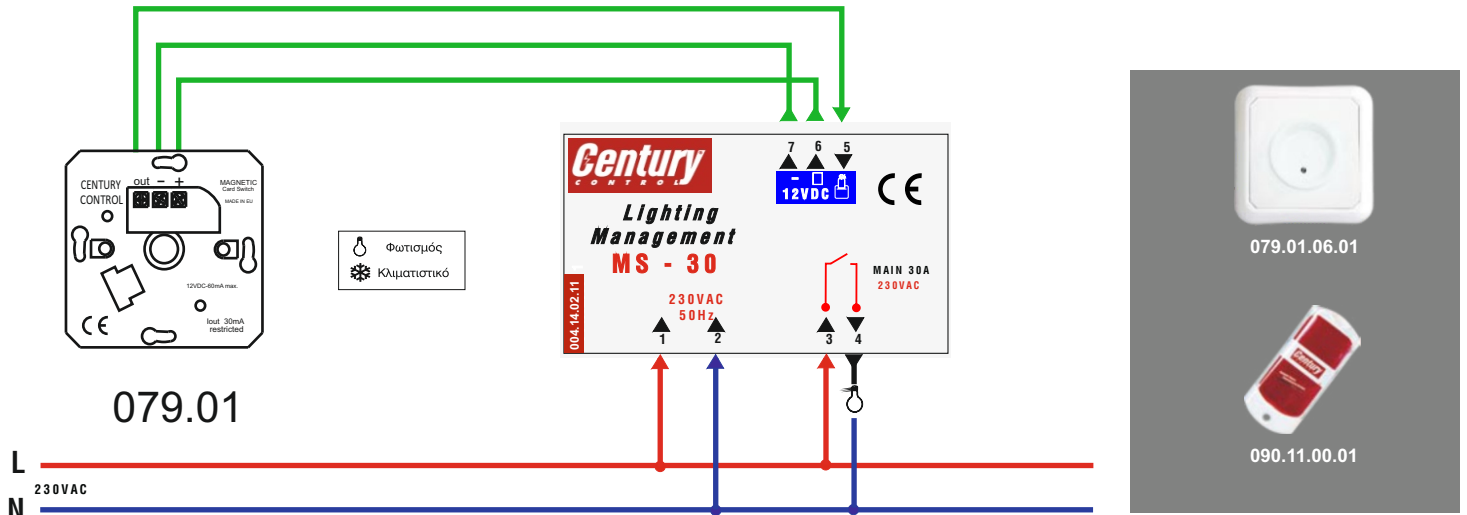 CENTURY
CONTROL
out - +
MAGNETIC
Card Switch
MADE IN EU
12VDC-60mA max.
Iout 30mA
restricted
CE
079.01
Φωτισμός
Κλιματιστικό
Century
CONTROL
Lighting
Management
MS - 30
004.14.02.11
230VAC
50Hz
1 2
7 6 5
-
12VDC
CE
MAIN 30A
230VAC
3 4
L
230VAC
N
079.01.06.01
Century
090.11.00.01